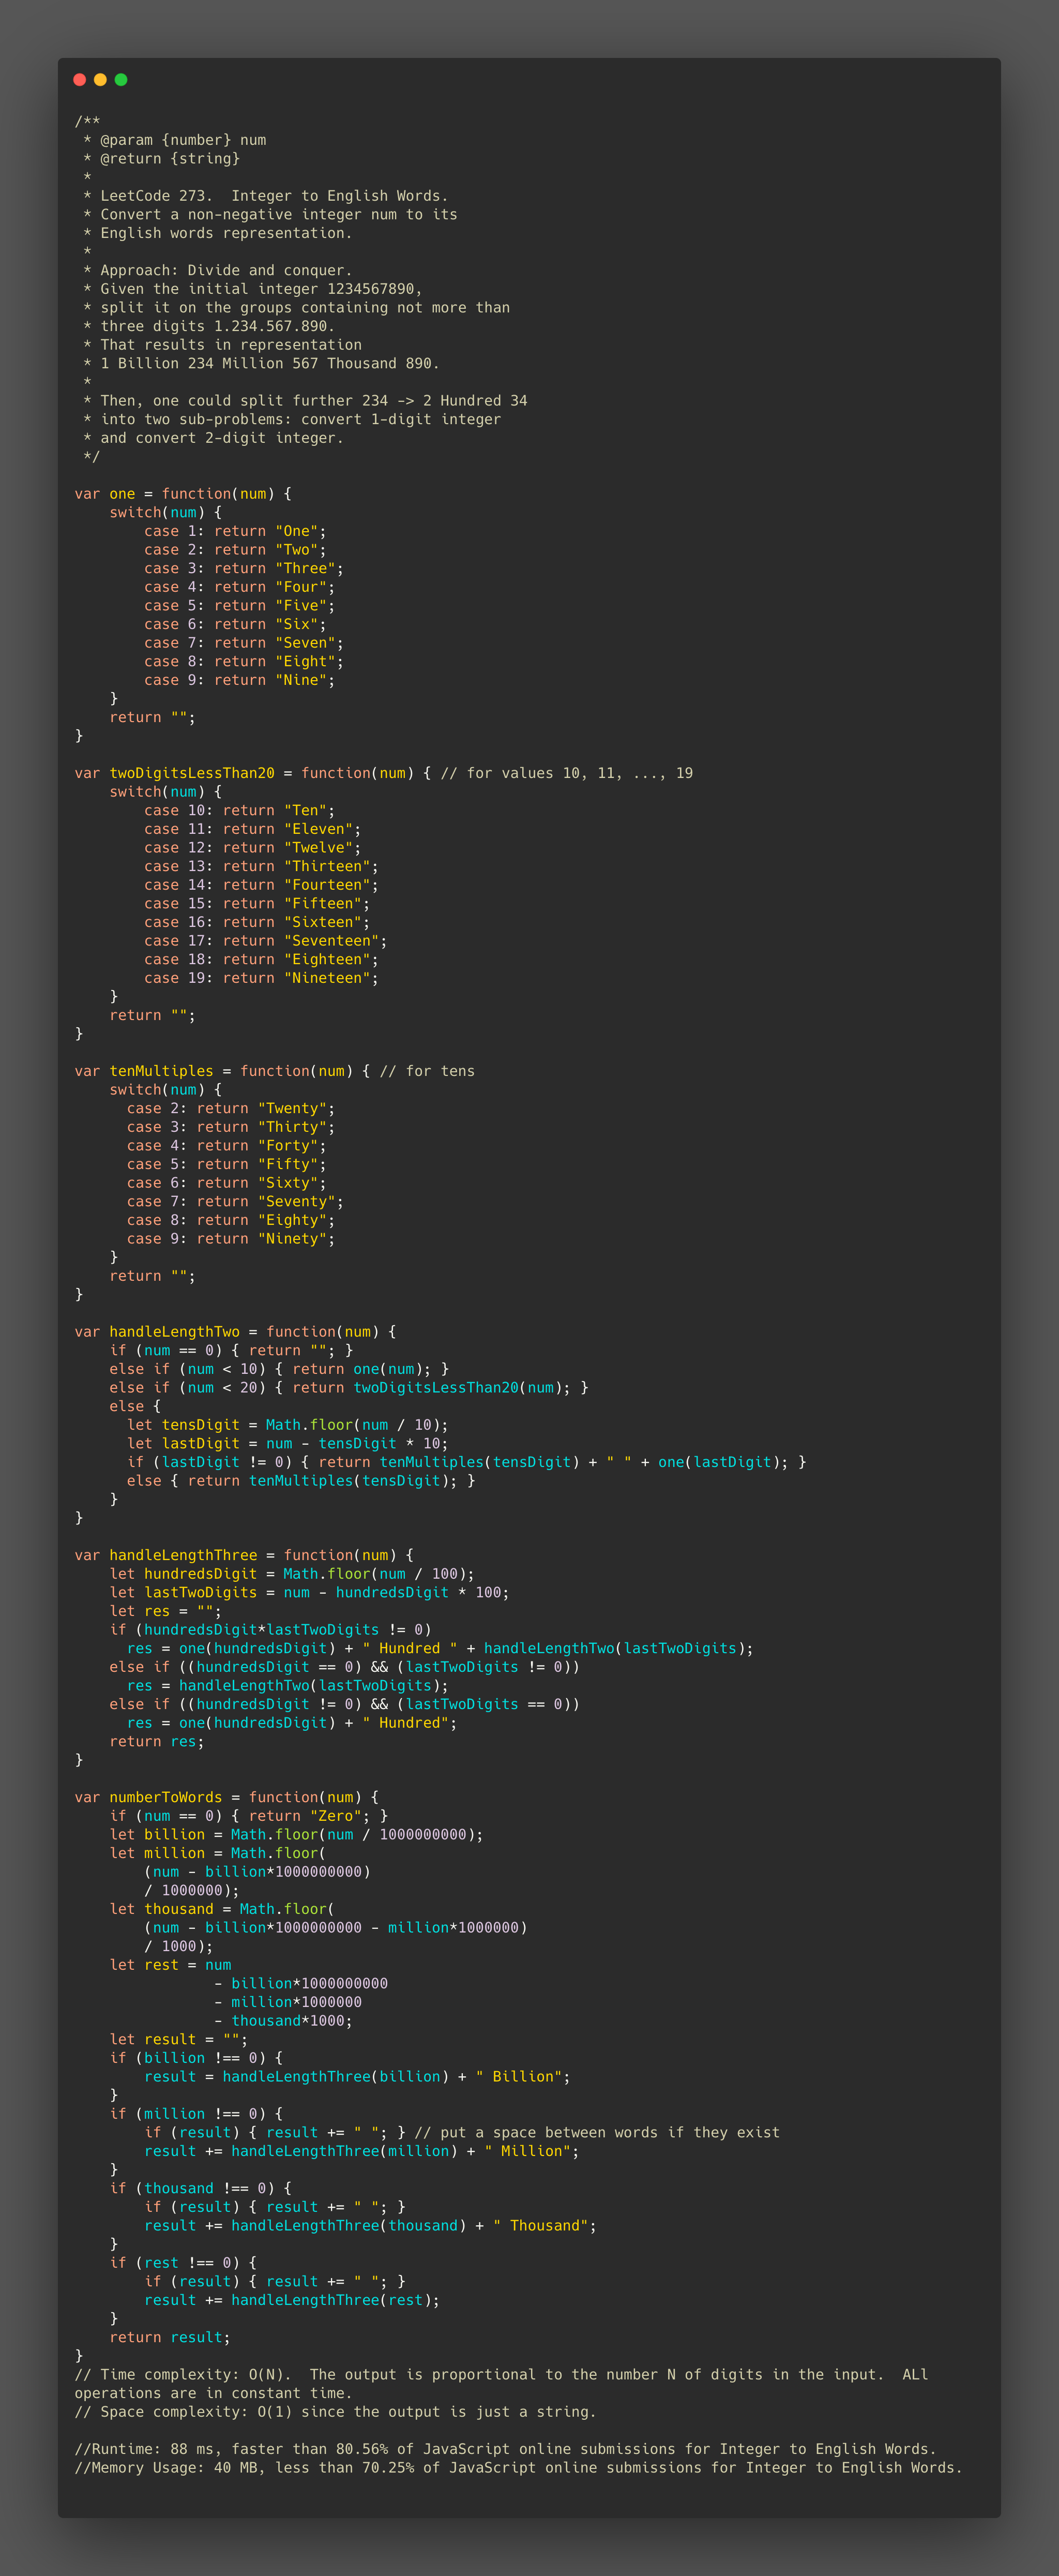 /**
 * @param {number} num
 * @return {string}
 *
 * LeetCode 273.  Integer to English Words.
 * Convert a non-negative integer num to its
 * English words representation.
 *
 * Approach: Divide and conquer.
 * Given the initial integer 1234567890,
 * split it on the groups containing not more than
 * three digits 1.234.567.890.
 * That results in representation
 * 1 Billion 234 Million 567 Thousand 890.
 *
 * Then, one could split further 234 -> 2 Hundred 34
 * into two sub-problems: convert 1-digit integer
 * and convert 2-digit integer.
 */

var one = function(num) {
    switch(num) {
        case 1: return "One";
        case 2: return "Two";
        case 3: return "Three";
        case 4: return "Four";
        case 5: return "Five";
        case 6: return "Six";
        case 7: return "Seven";
        case 8: return "Eight";
        case 9: return "Nine";
    }
    return "";
}

var twoDigitsLessThan20 = function(num) { // for values 10, 11, ..., 19
    switch(num) {
        case 10: return "Ten";
        case 11: return "Eleven";
        case 12: return "Twelve";
        case 13: return "Thirteen";
        case 14: return "Fourteen";
        case 15: return "Fifteen";
        case 16: return "Sixteen";
        case 17: return "Seventeen";
        case 18: return "Eighteen";
        case 19: return "Nineteen";
    }
    return "";
}

var tenMultiples = function(num) { // for tens
    switch(num) {
      case 2: return "Twenty";
      case 3: return "Thirty";
      case 4: return "Forty";
      case 5: return "Fifty";
      case 6: return "Sixty";
      case 7: return "Seventy";
      case 8: return "Eighty";
      case 9: return "Ninety";
    }
    return "";
}

var handleLengthTwo = function(num) {
    if (num == 0) { return ""; }
    else if (num < 10) { return one(num); }
    else if (num < 20) { return twoDigitsLessThan20(num); }
    else {
      let tensDigit = Math.floor(num / 10);
      let lastDigit = num - tensDigit * 10;
      if (lastDigit != 0) { return tenMultiples(tensDigit) + " " + one(lastDigit); }
      else { return tenMultiples(tensDigit); }
    }
}

var handleLengthThree = function(num) {
    let hundredsDigit = Math.floor(num / 100);
    let lastTwoDigits = num - hundredsDigit * 100;
    let res = "";
    if (hundredsDigit*lastTwoDigits != 0)
      res = one(hundredsDigit) + " Hundred " + handleLengthTwo(lastTwoDigits);
    else if ((hundredsDigit == 0) && (lastTwoDigits != 0))
      res = handleLengthTwo(lastTwoDigits);
    else if ((hundredsDigit != 0) && (lastTwoDigits == 0))
      res = one(hundredsDigit) + " Hundred";
    return res;
}

var numberToWords = function(num) {
    if (num == 0) { return "Zero"; }
    let billion = Math.floor(num / 1000000000);
    let million = Math.floor(
        (num - billion*1000000000)
        / 1000000);
    let thousand = Math.floor(
        (num - billion*1000000000 - million*1000000)
        / 1000);
    let rest = num
                - billion*1000000000
                - million*1000000
                - thousand*1000;
    let result = "";
    if (billion !== 0) {
        result = handleLengthThree(billion) + " Billion";
    }
    if (million !== 0) {
        if (result) { result += " "; } // put a space between words if they exist
        result += handleLengthThree(million) + " Million";
    }
    if (thousand !== 0) {
        if (result) { result += " "; }
        result += handleLengthThree(thousand) + " Thousand";
    }
    if (rest !== 0) {
        if (result) { result += " "; }
        result += handleLengthThree(rest);
    }
    return result;
}
// Time complexity: O(N).  The output is proportional to the number N of digits in the input.  ALl
operations are in constant time.
// Space complexity: O(1) since the output is just a string.

//Runtime: 88 ms, faster than 80.56% of JavaScript online submissions for Integer to English Words.
//Memory Usage: 40 MB, less than 70.25% of JavaScript online submissions for Integer to English Words.